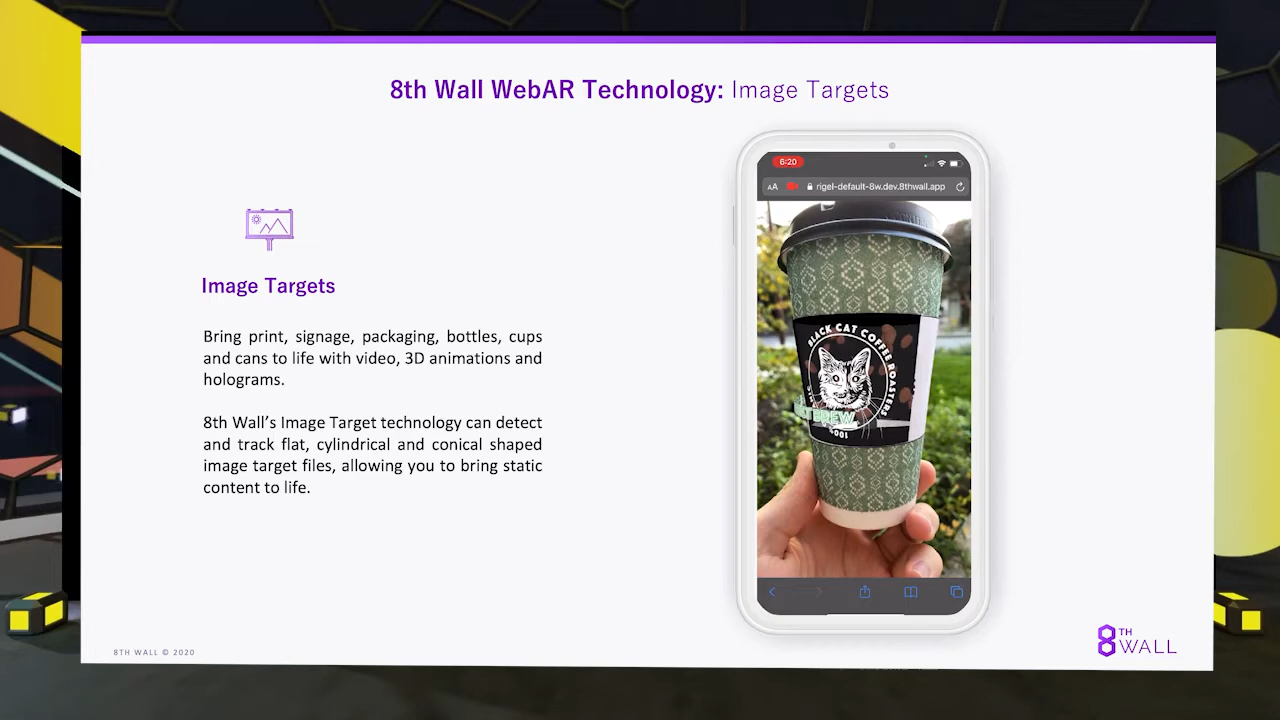 8th Wall WebAR Technology: Image Targets
Image Targets
Bring print, signage, packaging, bottles, cups
and cans to life with video, 3D animations and
holograms.
8th Wall’s Image Target technology can detect
and track flat, cylindrical and conical shaped
image target files, allowing you to bring static
content to life.
6:20
AA rigel-default-8w.dev.8thwall.app
BLACK CAT COFFEE ROASTERS
8TH WALL © 2020
8TH
WALL